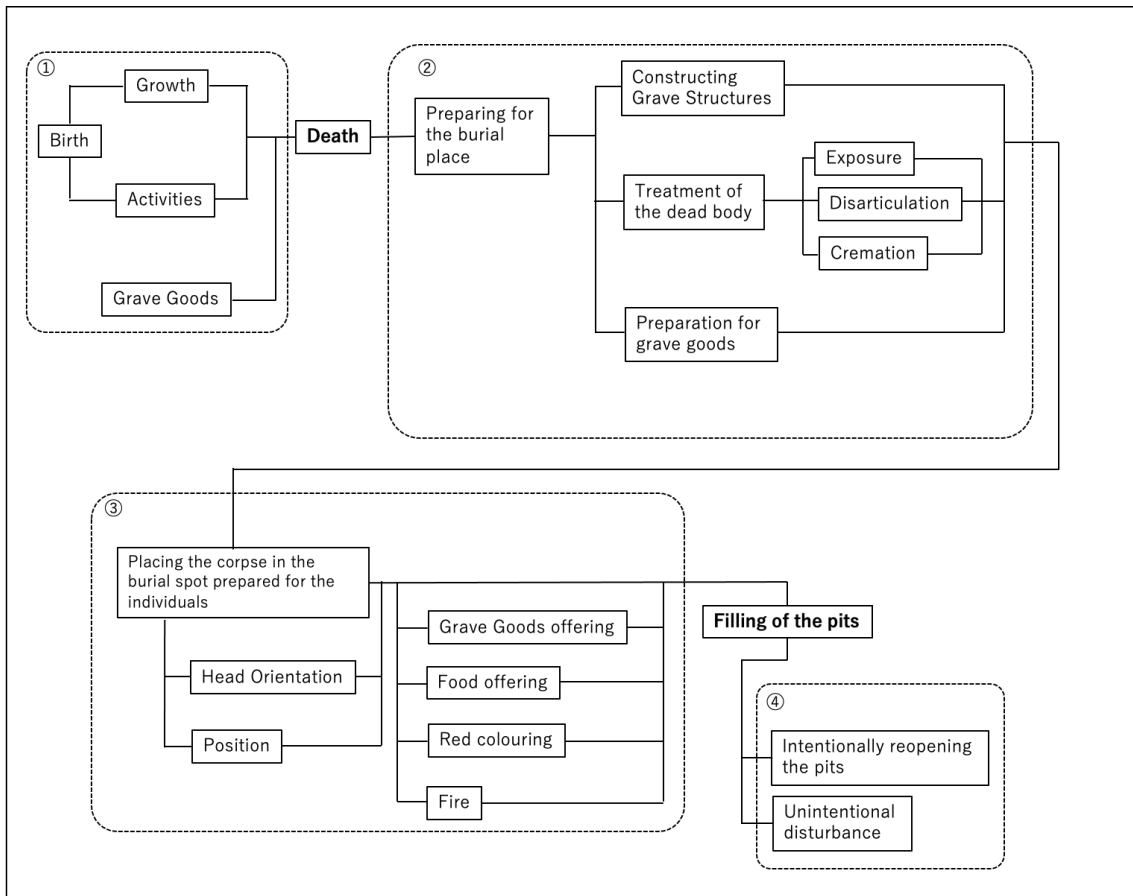 ①
Growth
Birth
Activities
Grave Goods
Death
②
Preparing for
the burial
place
Constructing
Grave Structures
Treatment of
the dead body
Exposure
Disarticulation
Cremation
Preparation for
grave goods
③
Placing the corpse in the
burial spot prepared for the
individuals
Head Orientation
Position
Grave Goods offering
Food offering
Red colouring
Fire
Filling of the pits
④
Intentionally reopening
the pits
Unintentional
disturbance